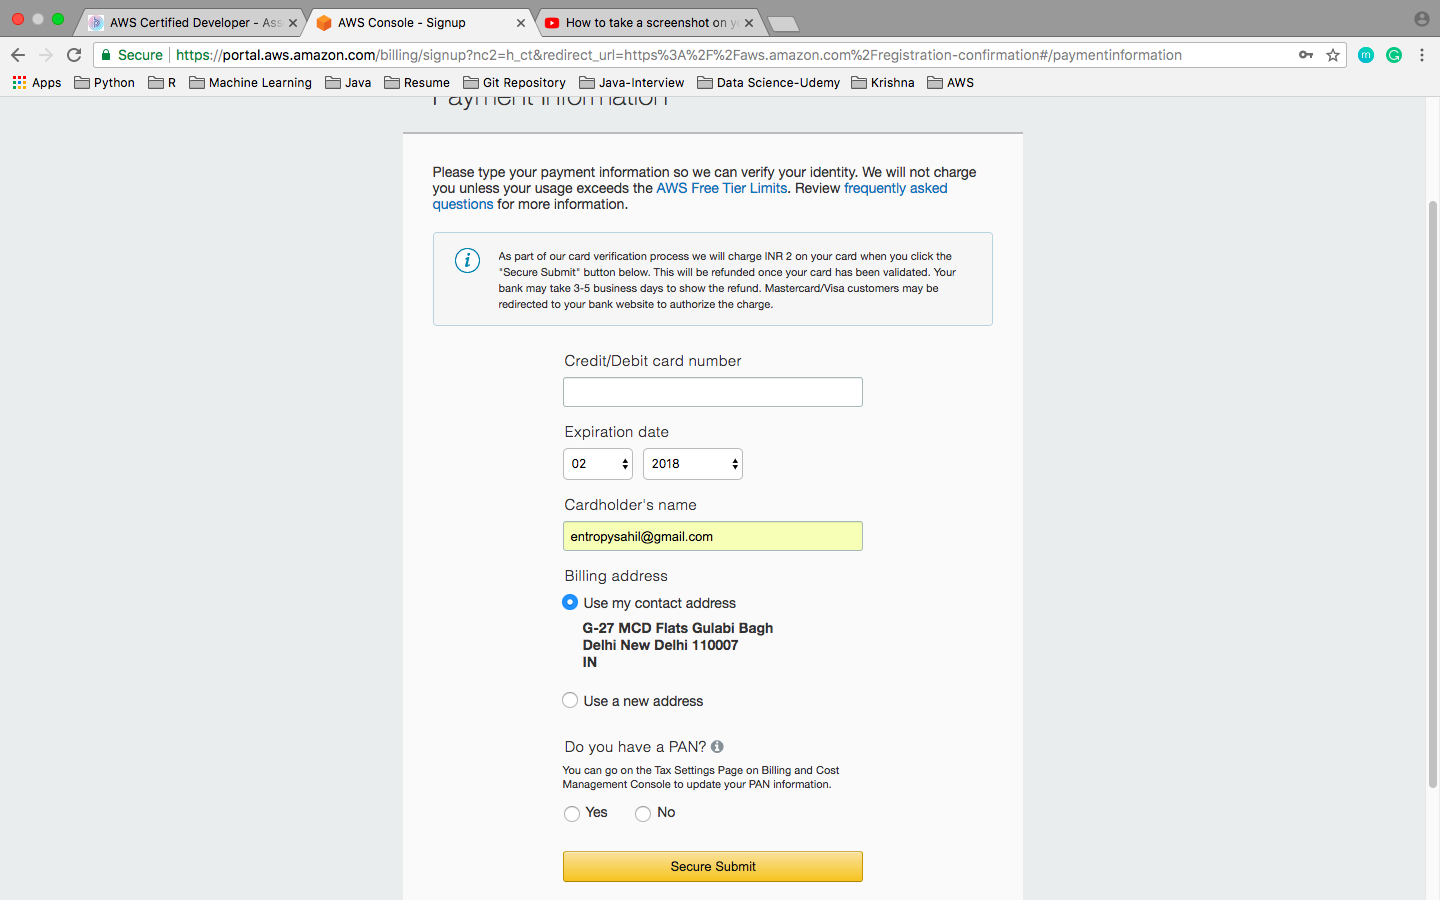 AWS Certified Developer - Ass
AWS Console - Signup
How to take a screenshot on y
Secure
https://portal.aws.amazon.com/billing/signup?nc2=h_ct&redirect_url=https%3A%2F%2Faws.amazon.com%2Fregistration-confirmation#/paymentinformation
Apps
Python
R
Machine Learning
Java
Resume
Git Repository
Java-Interview
Data Science-Udemy
Krishna
AWS
Payment Information
Please type your payment information so we can verify your identity. We will not charge
you unless your usage exceeds the AWS Free Tier Limits. Review frequently asked
questions for more information.
As part of our card verification process we will charge INR 2 on your card when you click the
"Secure Submit" button below. This will be refunded once your card has been validated. Your
bank may take 3-5 business days to show the refund. Mastercard/Visa customers may be
redirected to your bank website to authorize the charge.
Credit/Debit card number
Expiration date
02
2018
Cardholder's name
entropysahil@gmail.com
Billing address
Use my contact address
G-27 MCD Flats Gulabi Bagh
Delhi New Delhi 110007
IN
Use a new address
Do you have a PAN?
You can go on the Tax Settings Page on Billing and Cost
Management Console to update your PAN information.
Yes
No
Secure Submit